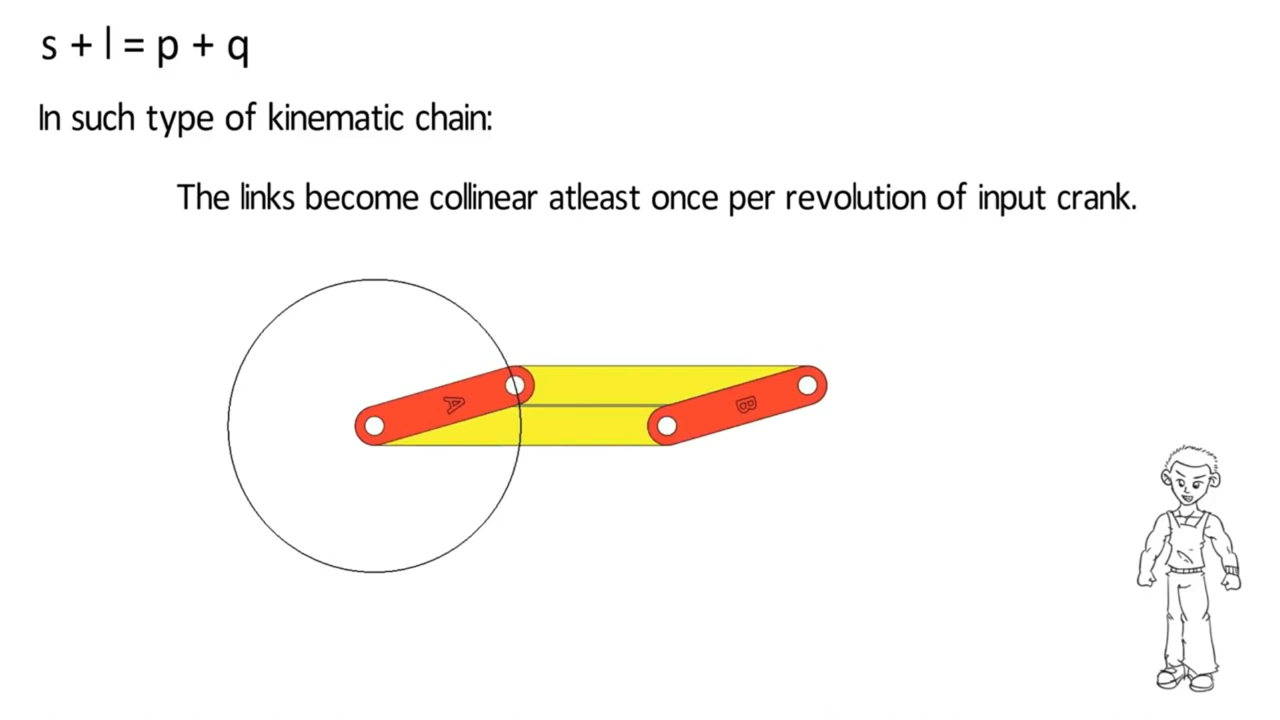 s + l = p + q
In such type of kinematic chain:
The links become collinear atleast once per revolution of input crank.
A
B